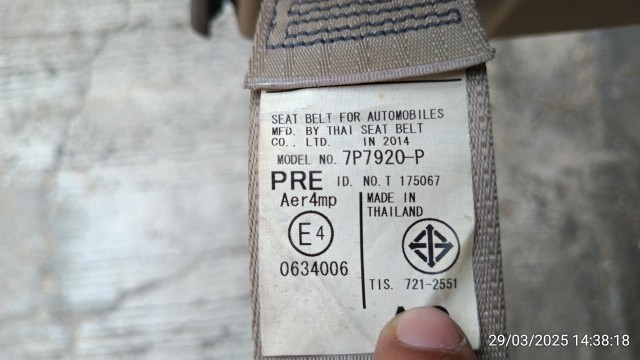 SEAT BELT FOR AUTOMOBILES
MFD. BY THAI SEAT BELT
CO., LTD. IN 2014
MODEL NO. 7P7920-P
PRE ID. NO. T 175067
Aer4mp
E4
0634006
MADE IN
THAILAND
TIS. 721-2551
29/03/2025 14:38:18